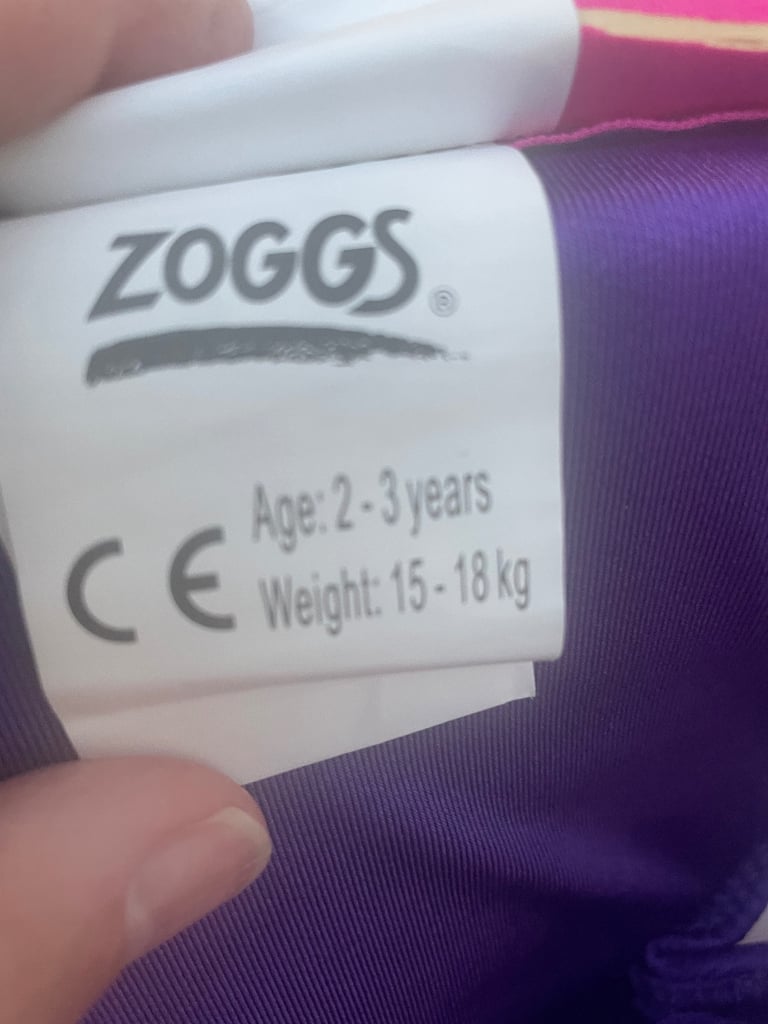 ZOGGS®
CE
Age: 2 - 3 years
Weight: 15 - 18 kg